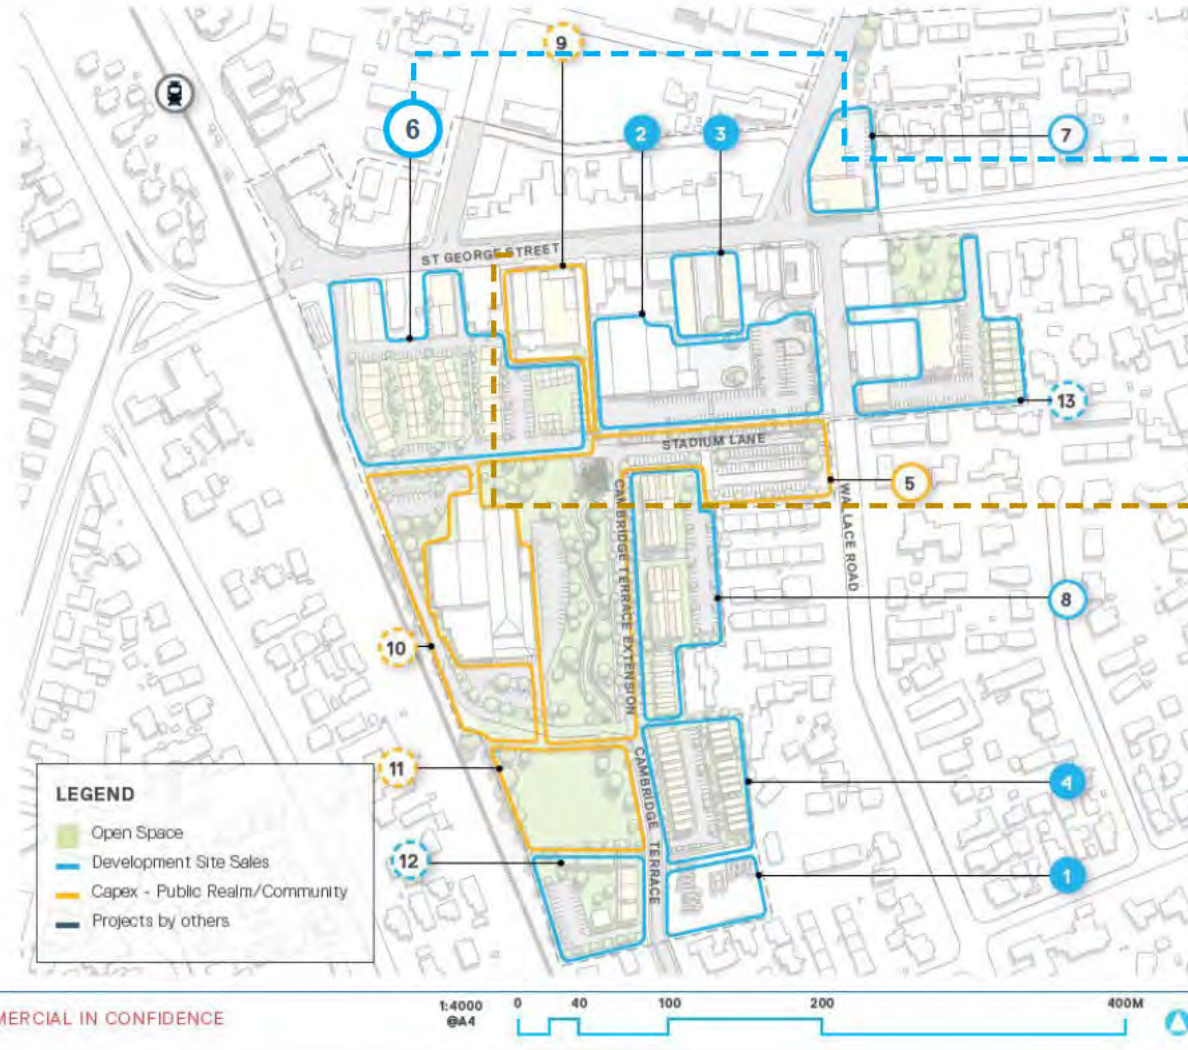 9
6
2
3
7
ST GEORGE STREET
13
STADIUM LANE
5
CAMBRIDGE TERRACE EXTENSION
WALLACE ROAD
8
10
11
CAMBRIDGE TERRACE
4
12
1
LEGEND
Open Space
Development Site Sales
Capex - Public Realm/Community
Projects by others
MERCIAL IN CONFIDENCE
1:4000
@A4
0 40 100 200 400M